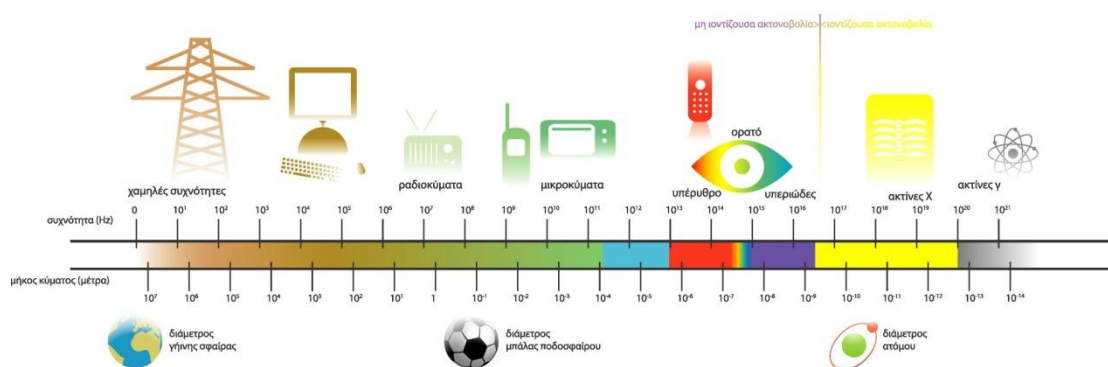 μη ιοντίζουσα ακτονοβολία> <ιοντίζουσα ακτονοβολία
ορατό
χαμηλές συχνότητες
ραδιοκύματα
μικροκύματα
υπέρυθρο
υπεριώδες
ακτίνες Χ
ακτίνες γ
συχνότητα (Hz) 0 10¹ 10² 10³ 10⁴ 10⁵ 10⁶ 10⁷ 10⁸ 10⁹ 10¹⁰ 10¹¹ 10¹² 10¹³ 10¹⁴ 10¹⁵ 10¹⁶ 10¹⁷ 10¹⁸ 10¹⁹ 10²⁰ 10²¹
μήκος κύματος (μέτρα) 10⁷ 10⁶ 10⁵ 10⁴ 10³ 10² 10¹ 1 10⁻¹ 10⁻² 10⁻³ 10⁻⁴ 10⁻⁵ 10⁻⁶ 10⁻⁷ 10⁻⁸ 10⁻⁹ 10⁻¹⁰ 10⁻¹¹ 10⁻¹² 10⁻¹³ 10⁻¹⁴
διάμετρος
γήινης σφαίρας
διάμετρος
μπάλας ποδοσφαίρου
διάμετρος
ατόμου